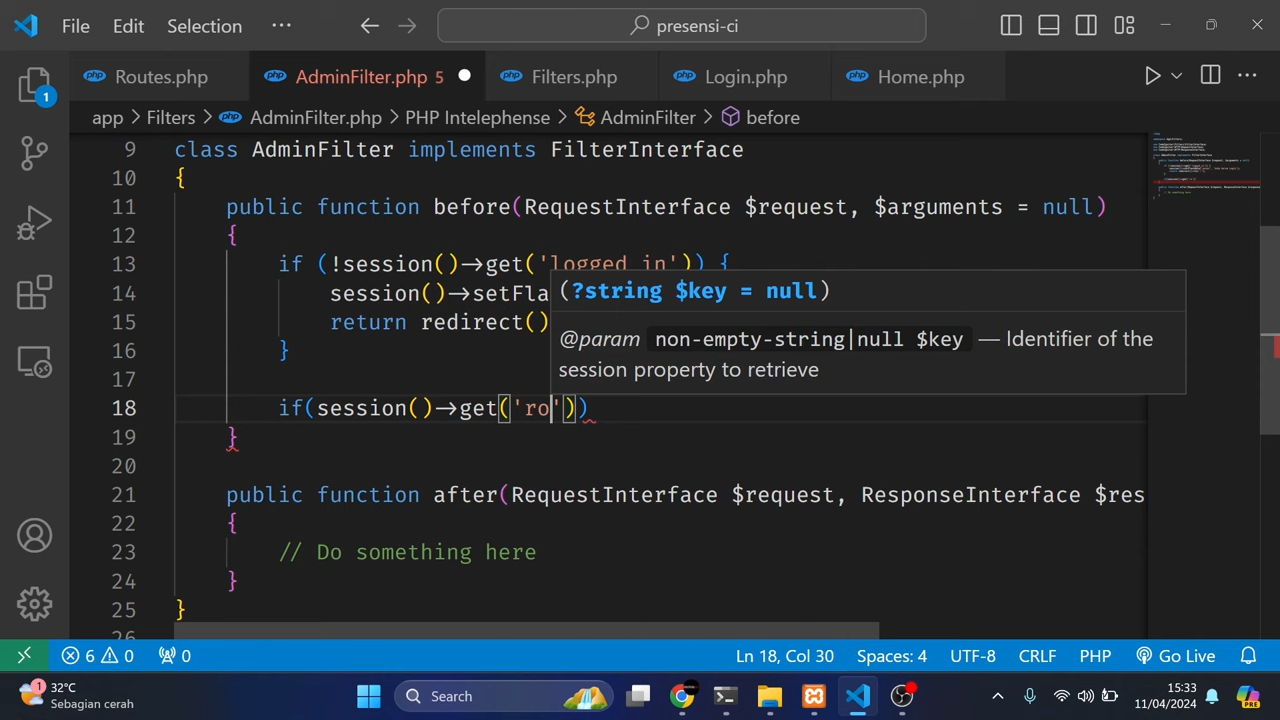 File Edit Selection ··· presensi-ci
Routes.php AdminFilter.php 5 Filters.php Login.php Home.php
app > Filters > AdminFilter.php > PHP Intelephense > AdminFilter > before
9 class AdminFilter implements FilterInterface
10 {
11 public function before(RequestInterface $request, $arguments = null)
12 {
13 if (!session()->get('logged_in')) {
14 session()->setFla
(?string $key = null)
15 return redirect()
@param non-empty-string|null $key — Identifier of the
session property to retrieve
16 }
17
18 if(session()->get('ro'))
19 }
20
21 public function after(RequestInterface $request, ResponseInterface $res
22 {
23 // Do something here
24 }
25 }
26
6 0 0 Ln 18, Col 30 Spaces: 4 UTF-8 CRLF PHP Go Live
1 32°C
Sebagian cerah
Search
15:33
11/04/2024
PRE